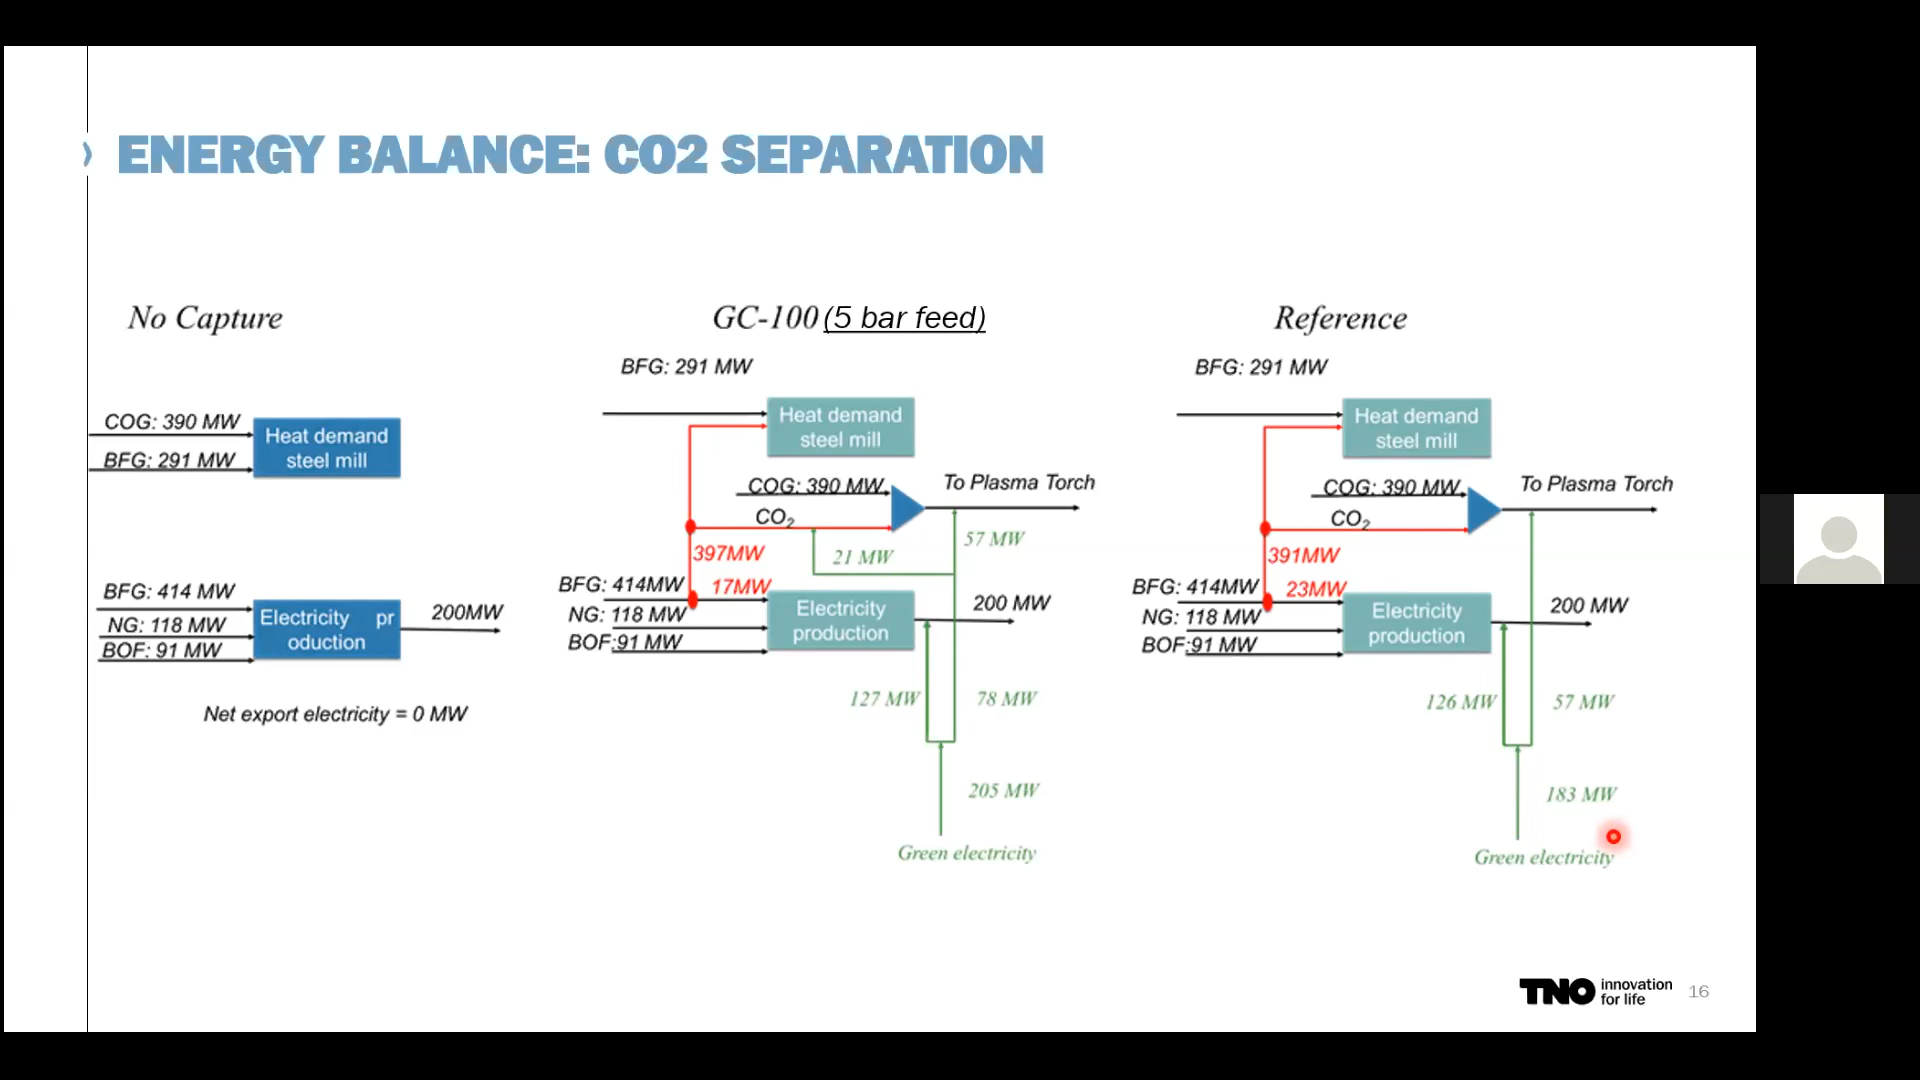 ENERGY BALANCE: CO2 SEPARATION
No Capture
COG: 390 MW
BFG: 291 MW
Heat demand
steel mill
BFG: 414 MW
NG: 118 MW
BOF: 91 MW
Electricity pr
oduction
200MW
Net export electricity = 0 MW
GC-100 (5 bar feed)
BFG: 291 MW
Heat demand
steel mill
COG: 390 MW
To Plasma Torch
CO2
57 MW
397MW
21 MW
BFG: 414MW
17MW
NG: 118 MW
BOF:91 MW
Electricity
production
200 MW
127 MW
78 MW
205 MW
Green electricity
Reference
BFG: 291 MW
Heat demand
steel mill
COG: 390 MW
To Plasma Torch
CO2
391MW
BFG: 414MW
23MW
NG: 118 MW
BOF:91 MW
Electricity
production
200 MW
126 MW
57 MW
183 MW
Green electricity
TNO innovation
for life
16